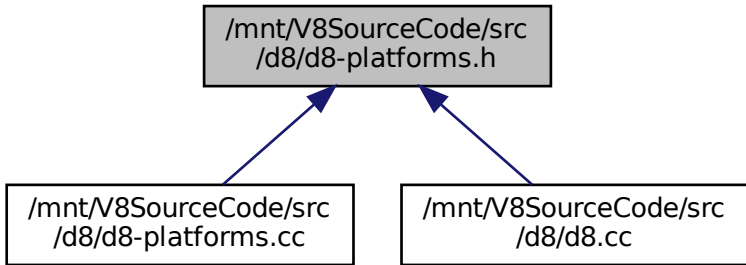 /mnt/V8SourceCode/src
/d8/d8-platforms.h
/mnt/V8SourceCode/src
/d8/d8-platforms.cc
/mnt/V8SourceCode/src
/d8/d8.cc